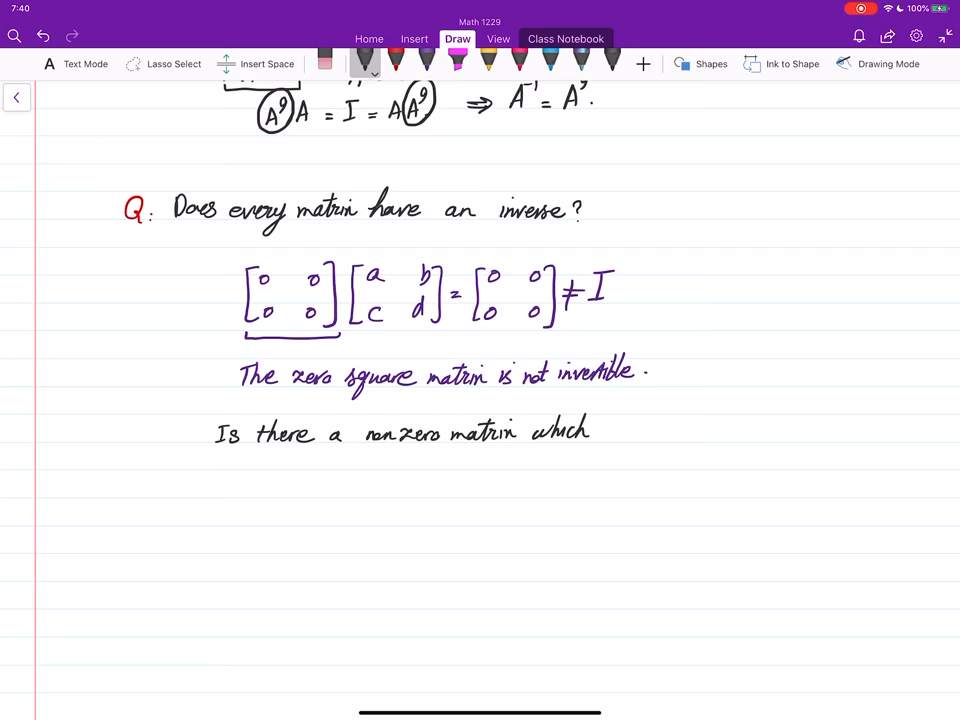 7:40
100%
Math 1229
Home Insert Draw View Class Notebook
A Text Mode Lasso Select Insert Space Shapes Ink to Shape Drawing Mode
A⁹A = I = AA⁹ ⇒ A⁻¹ = A⁹.
Q: Does every matrix have an inverse?
[0 0] [a b] = [0 0] ≠ I
[0 0] [c d] [0 0]
The zero square matrix is not invertible.
Is there a nonzero matrix which